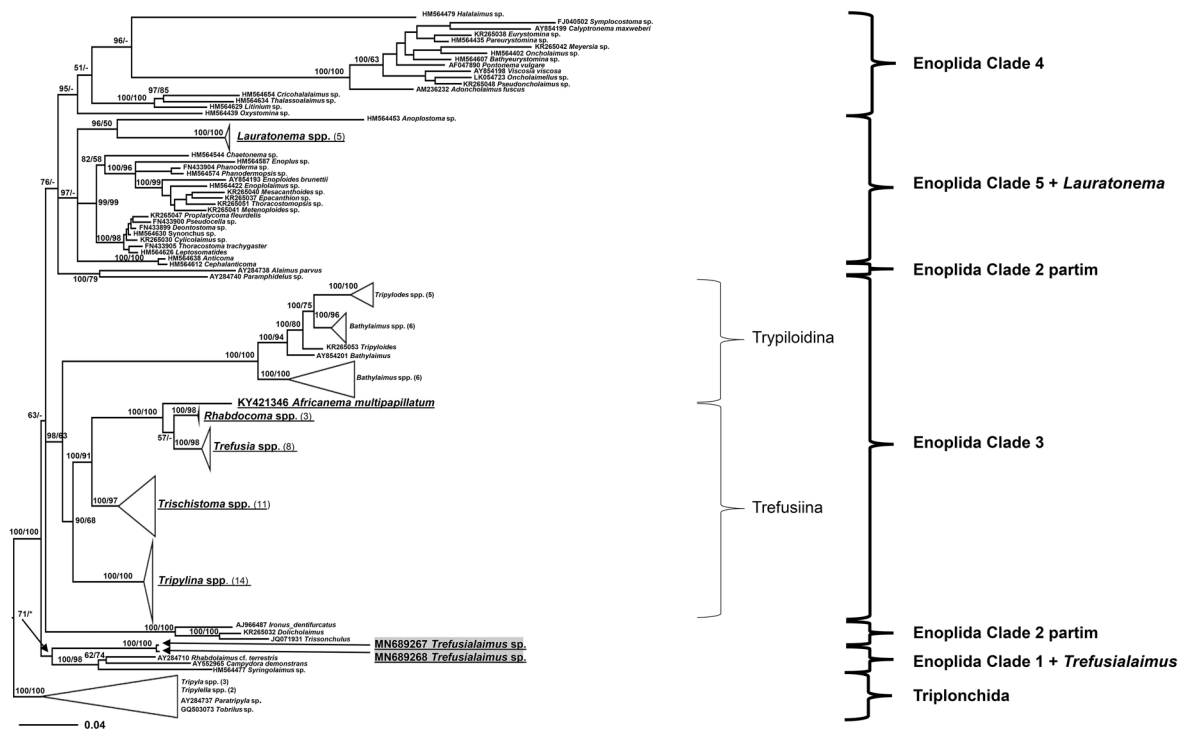 HM564479 Halalaimus sp.
96/-
FJ040502 Symplocostoma sp.
AY854199 Calyptronema maxweberi
KR265038 Eurystomina sp.
HM564435 Pareurystomina sp.
KR265042 Meyersia sp.
HM564402 Oncholaimus sp.
100/63
HM564607 Bathyeurystomina sp.
AF047890 Pontonema vulgare
51/-
AY854198 Viscosia viscosa
LK054723 Oncholaimellus sp.
100/100
KR265048 Pseudoncholaimus sp.
AM236232 Adoncholaimus fuscus
Enoplida Clade 4
95/-
97/85
HM564654 Cricohalalaimus sp.
100/100
HM564634 Thalassoalaimus sp.
HM564629 Litinium sp.
HM564439 Oxystomina sp.
96/50
HM564453 Anoplostoma sp.
100/100
Lauratonema spp. (5)
82/58
HM564544 Chaetonema sp.
HM564587 Enoplus sp.
100/96
FN433904 Phanoderma sp.
HM564574 Phanodermopsis sp.
76/-
97/-
100/99
AY854193 Enoploides brunettii
HM564422 Enoplolaimus sp.
KR265040 Mesacanthoides sp.
KR265037 Epacanthion sp.
99/99
KR265051 Thoracostomopsis sp.
KR265041 Metenoploides sp.
Enoplida Clade 5 + Lauratonema
KR265047 Proplatycoma fleurdelis
FN433900 Pseudocella sp.
FN433899 Deontostoma sp.
HM564630 Synonchus sp.
100/98
KR265030 Cylicolaimus sp.
FN433905 Thoracostoma trachygaster
HM564626 Leptosomatides
100/100
HM564638 Anticoma
HM564612 Cephalanticoma
AY284738 Alaimus parvus
100/79
AY284740 Paramphidelus sp.
Enoplida Clade 2 partim
100/100
Tripylodes spp. (5)
100/75
100/96
Bathylaimus spp. (6)
100/80
100/94
KR265053 Tripyloides
AY854201 Bathylaimus
100/100
100/100
Bathylaimus spp. (6)
Trypiloidina
63/-
98/63
100/100
KY421346 Africanema multipapillatum
100/98
Rhabdocoma spp. (3)
57/-
100/98
Trefusia spp. (8)
Enoplida Clade 3
100/91
100/97
Trischistoma spp. (11)
Trefusiina
90/68
100/100
100/100
Tripylina spp. (14)
71/*
100/100
AJ966487 Ironus_dentifurcatus
100/100
KR265032 Dolicholaimus
JQ071931 Trissonchulus
Enoplida Clade 2 partim
100/100
MN689267 Trefusialaimus sp.
MN689268 Trefusialaimus sp.
62/74
AY284710 Rhabdolaimus cf. terrestris
100/98
AY552965 Campydora demonstrans
HM564477 Syringolaimus sp.
Enoplida Clade 1 + Trefusialaimus
Tripyla spp. (3)
100/100
Tripylella spp. (2)
AY284737 Paratripyla sp.
GQ503073 Tobrilus sp.
Triplonchida
0.04